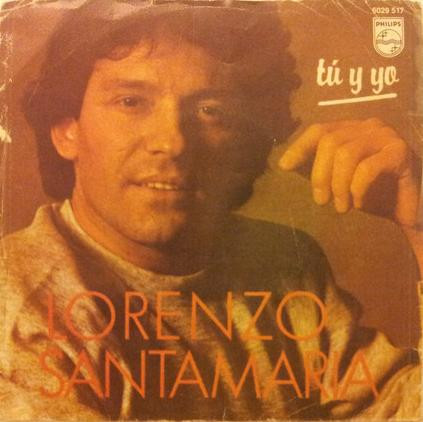 6029 517
PHILIPS
tú y yo
LORENZO
SANTAMARIA